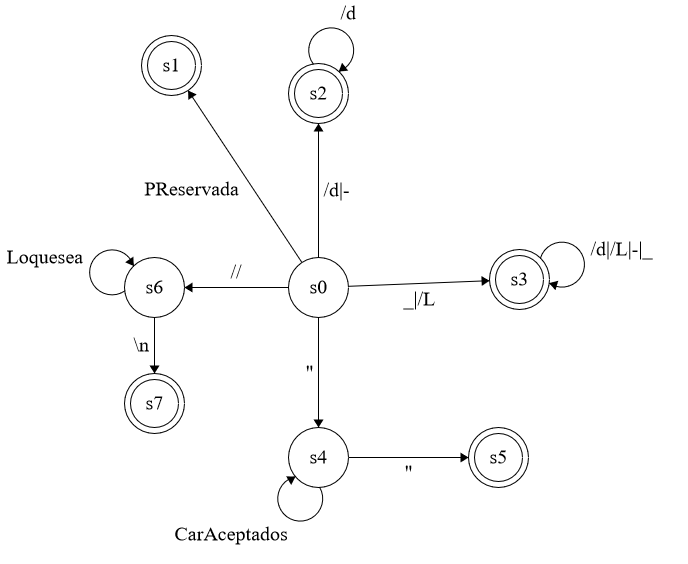 /d
s1
s2
PReservada
/d|-
Loquesea
/d|/L|-|_
s6
//
s0
s3
_|/L
\n
"
s7
s4
"
s5
CarAceptados